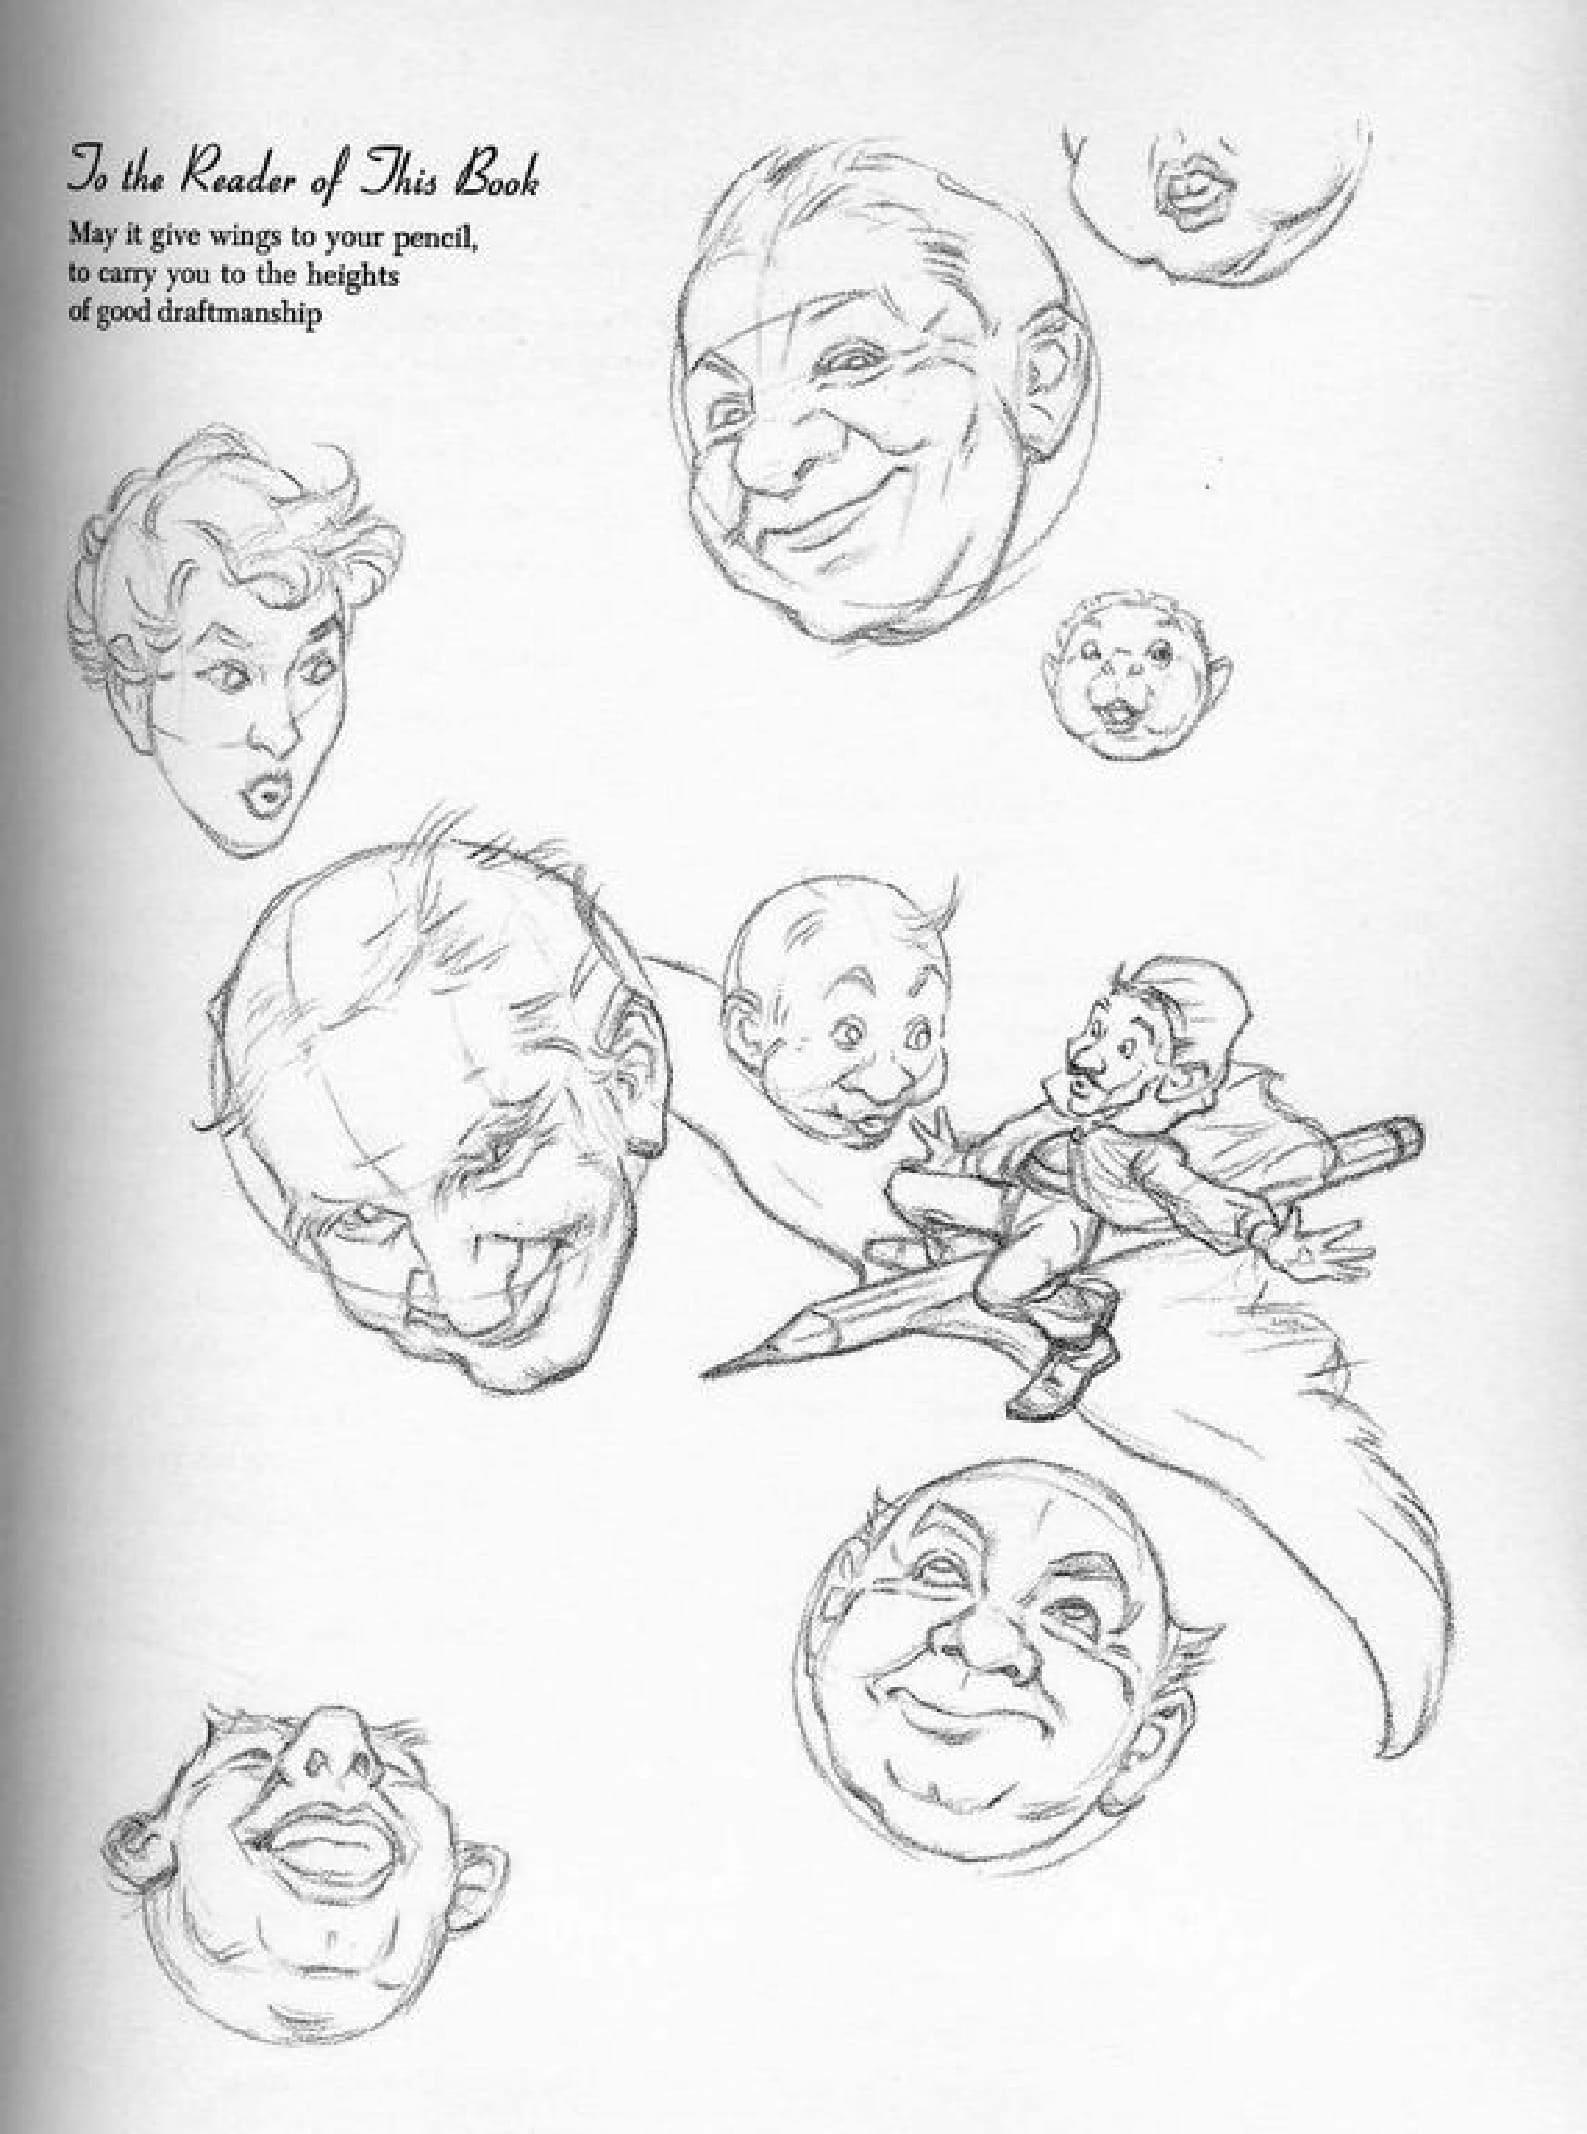 To the Reader of This Book
May it give wings to your pencil,
to carry you to the heights
of good draftmanship